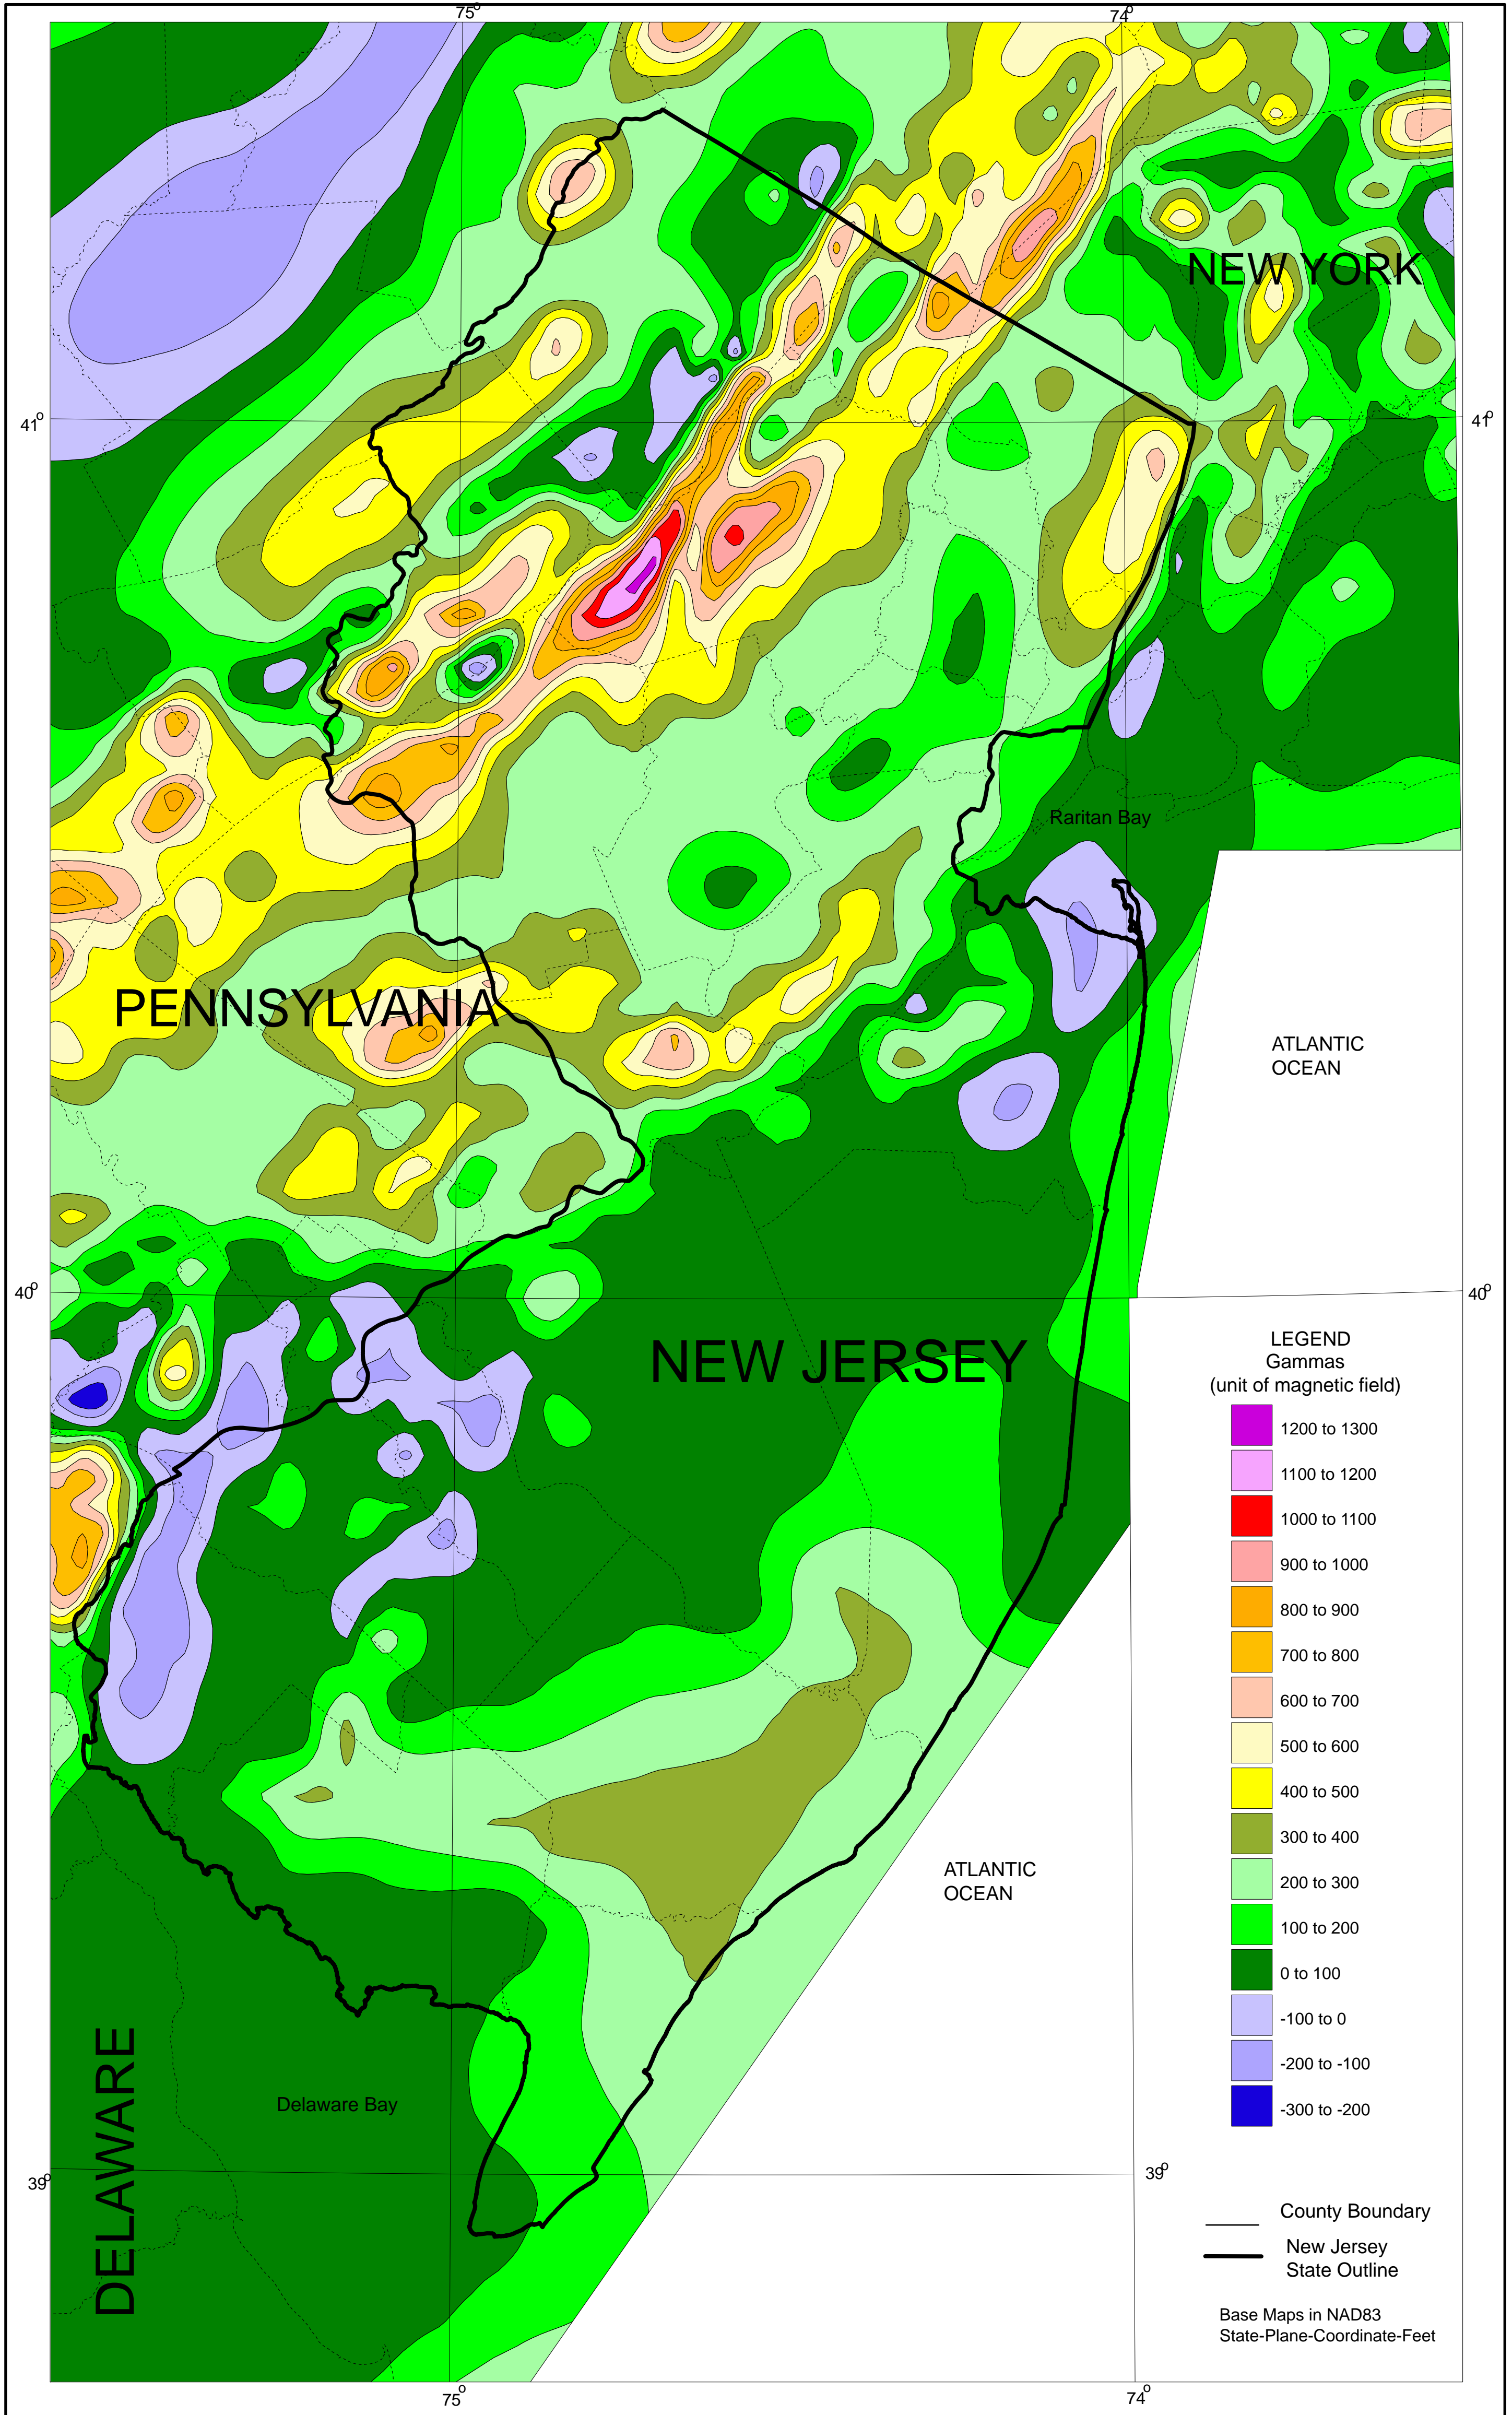 75°
74°
NEW YORK
41°
41°
Raritan Bay
PENNSYLVANIA
ATLANTIC
OCEAN
40°
40°
NEW JERSEY
LEGEND
Gammas
(unit of magnetic field)
1200 to 1300
1100 to 1200
1000 to 1100
900 to 1000
800 to 900
700 to 800
600 to 700
500 to 600
400 to 500
300 to 400
200 to 300
100 to 200
0 to 100
-100 to 0
-200 to -100
-300 to -200
ATLANTIC
OCEAN
DELAWARE
Delaware Bay
39°
39°
County Boundary
New Jersey
State Outline
Base Maps in NAD83
State-Plane-Coordinate-Feet
75°
74°